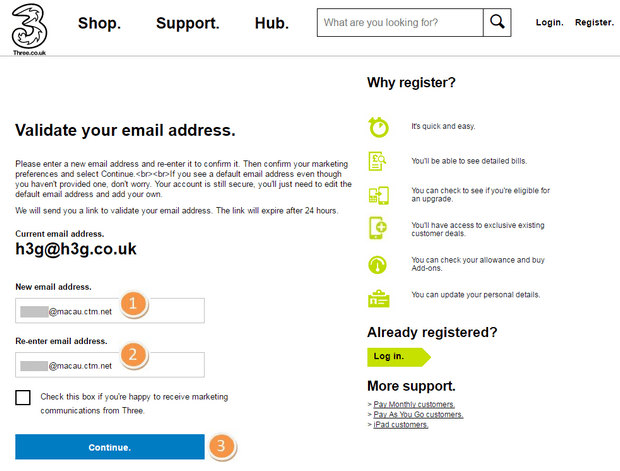 Three.co.uk
Shop. Support. Hub. What are you looking for? Login. Register.
Validate your email address.
Please enter a new email address and re-enter it to confirm it. Then confirm your marketing
preferences and select Continue.<br><br>If you see a default email address even though
you haven't provided one, don't worry. Your account is still secure, you'll just need to edit the
default email address and add your own.
We will send you a link to validate your email address. The link will expire after 24 hours.
Current email address.
h3g@h3g.co.uk
New email address.
@macau.ctm.net 1
Re-enter email address.
@macau.ctm.net 2
Check this box if you're happy to receive marketing
communications from Three.
Continue. 3
Why register?
It's quick and easy.
You'll be able to see detailed bills.
You can check to see if you're eligible for
an upgrade.
You'll have access to exclusive existing
customer deals.
You can check your allowance and buy
Add-ons.
You can update your personal details.
Already registered?
Log in.
More support.
> Pay Monthly customers.
> Pay As You Go customers.
> iPad customers.